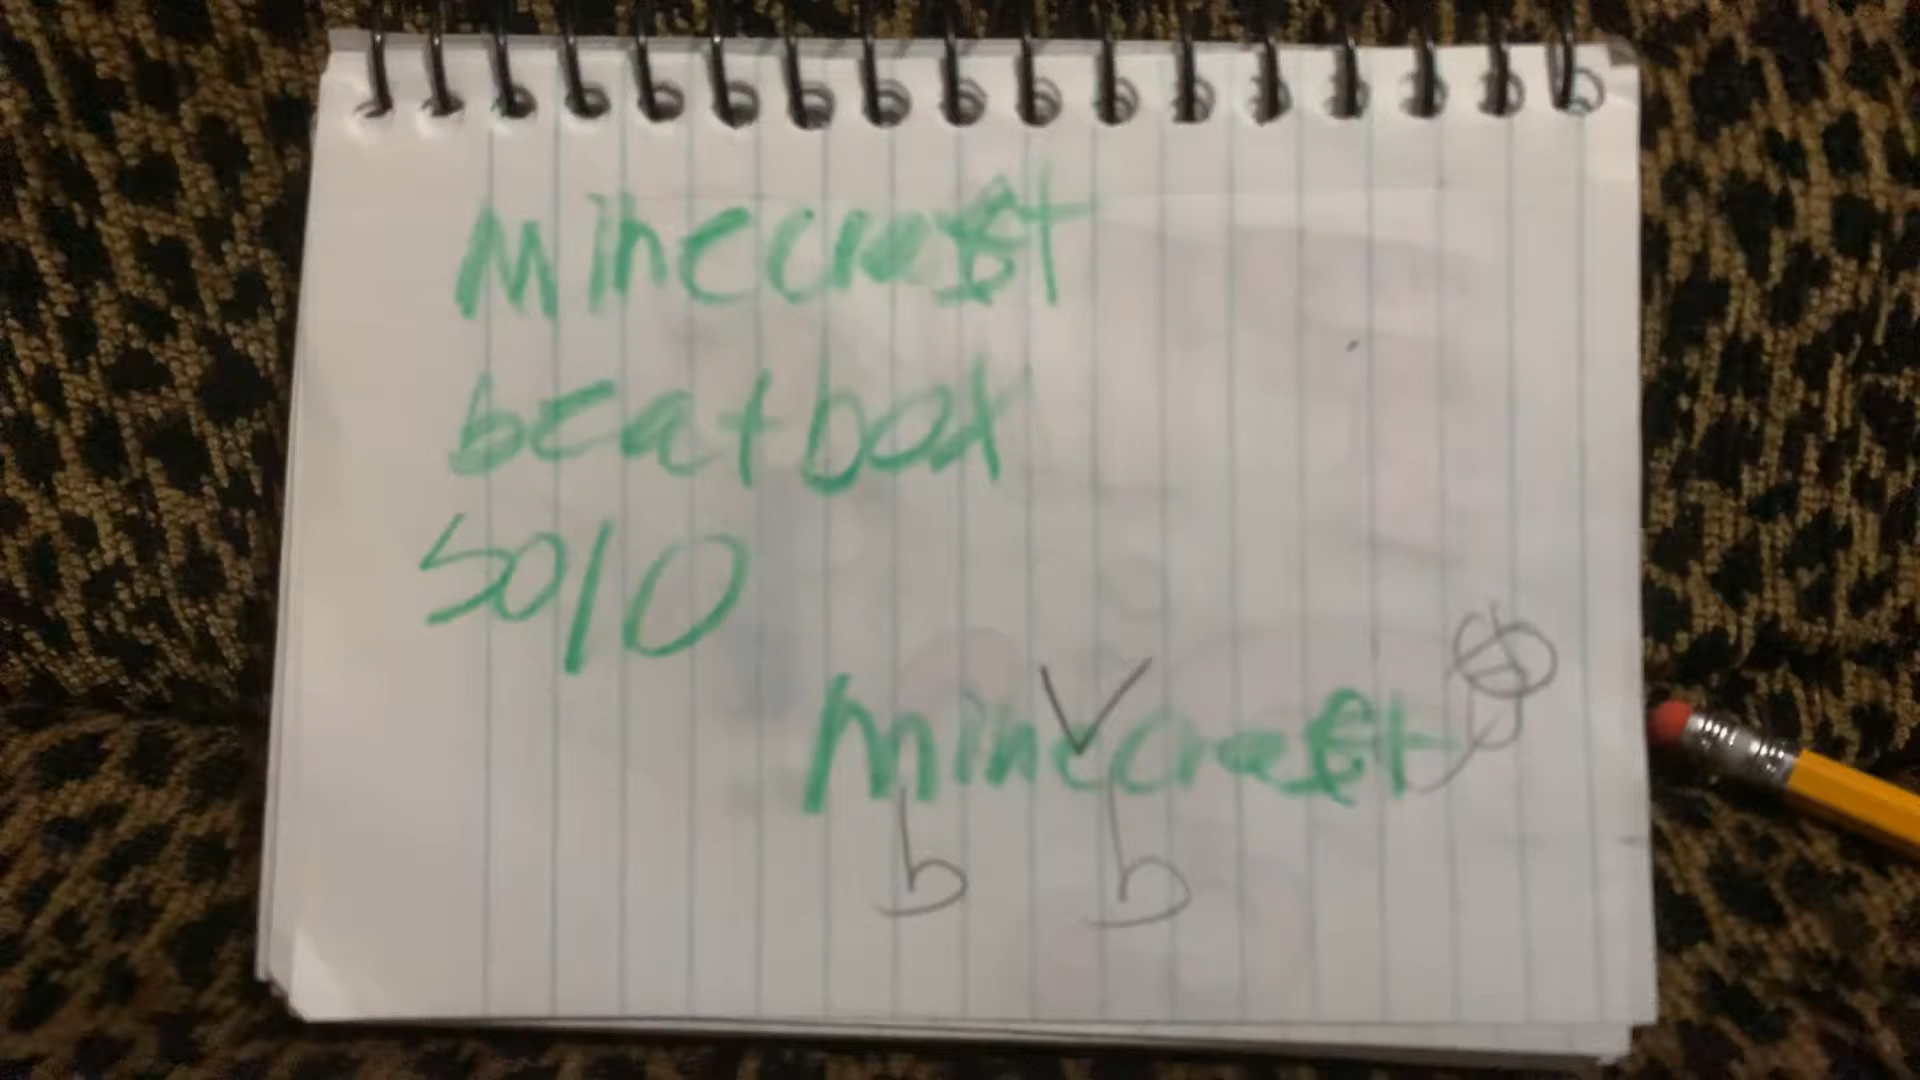 Minecraft
beatbox
solo
minecraft
b b